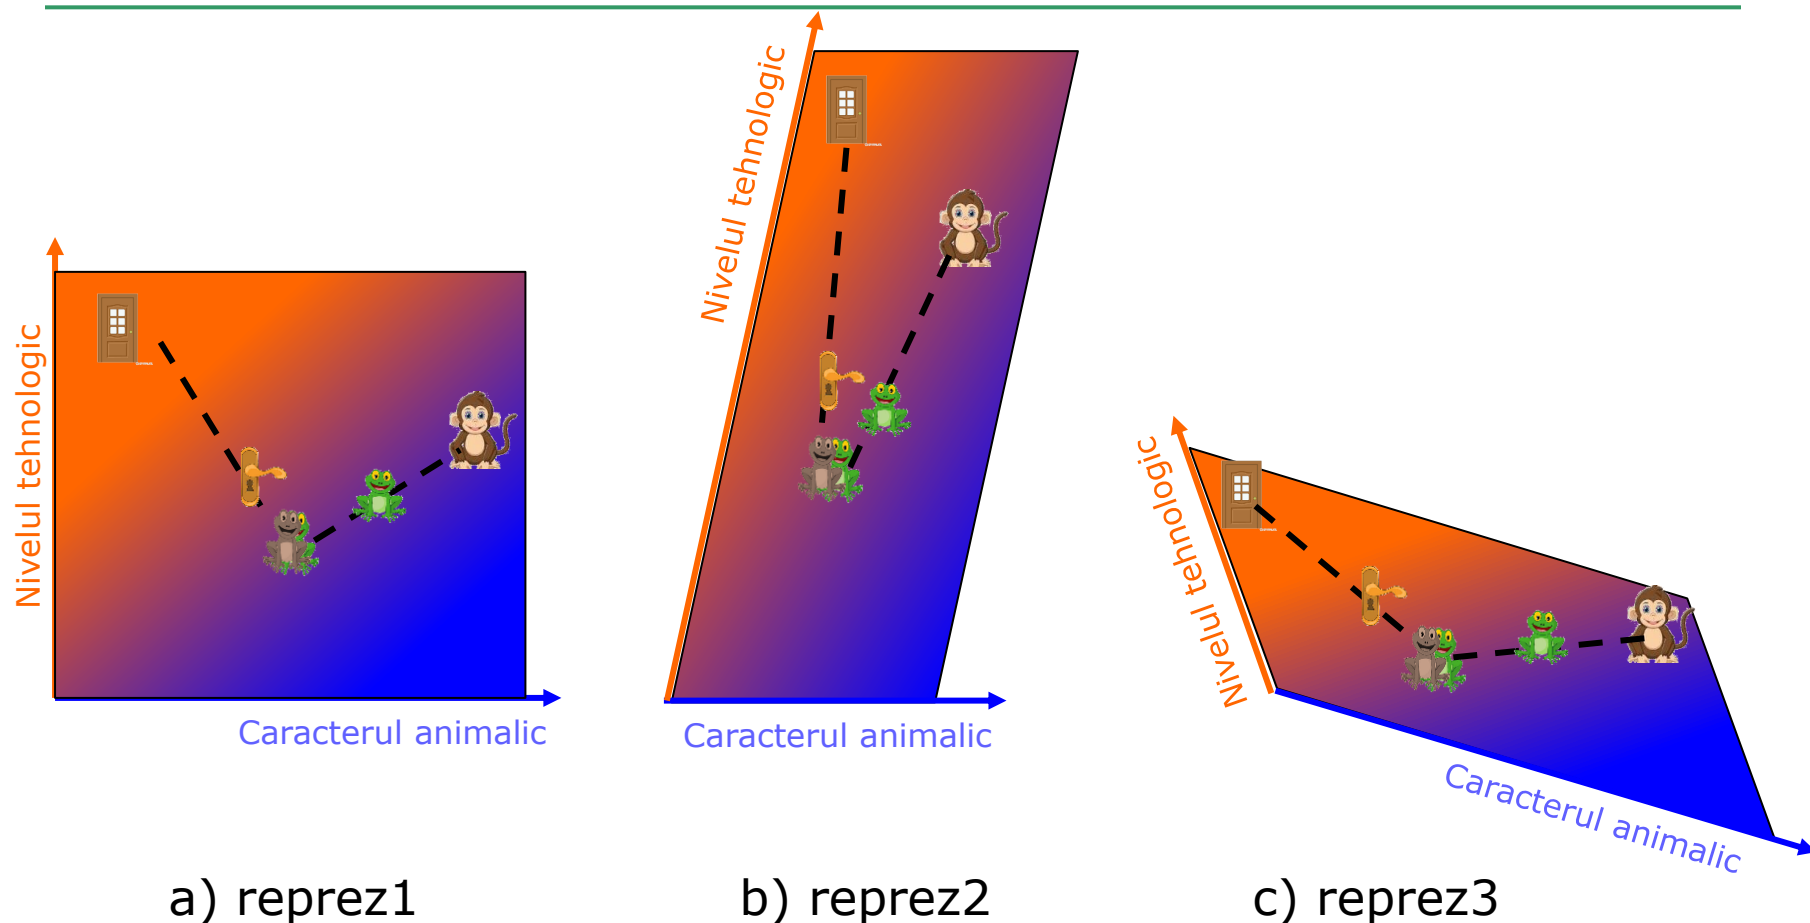 Nivelul tehnologic
Caracterul animalic
a) reprez1
Nivelul tehnologic
Caracterul animalic
b) reprez2
Nivelul tehnologic
Caracterul animalic
c) reprez3